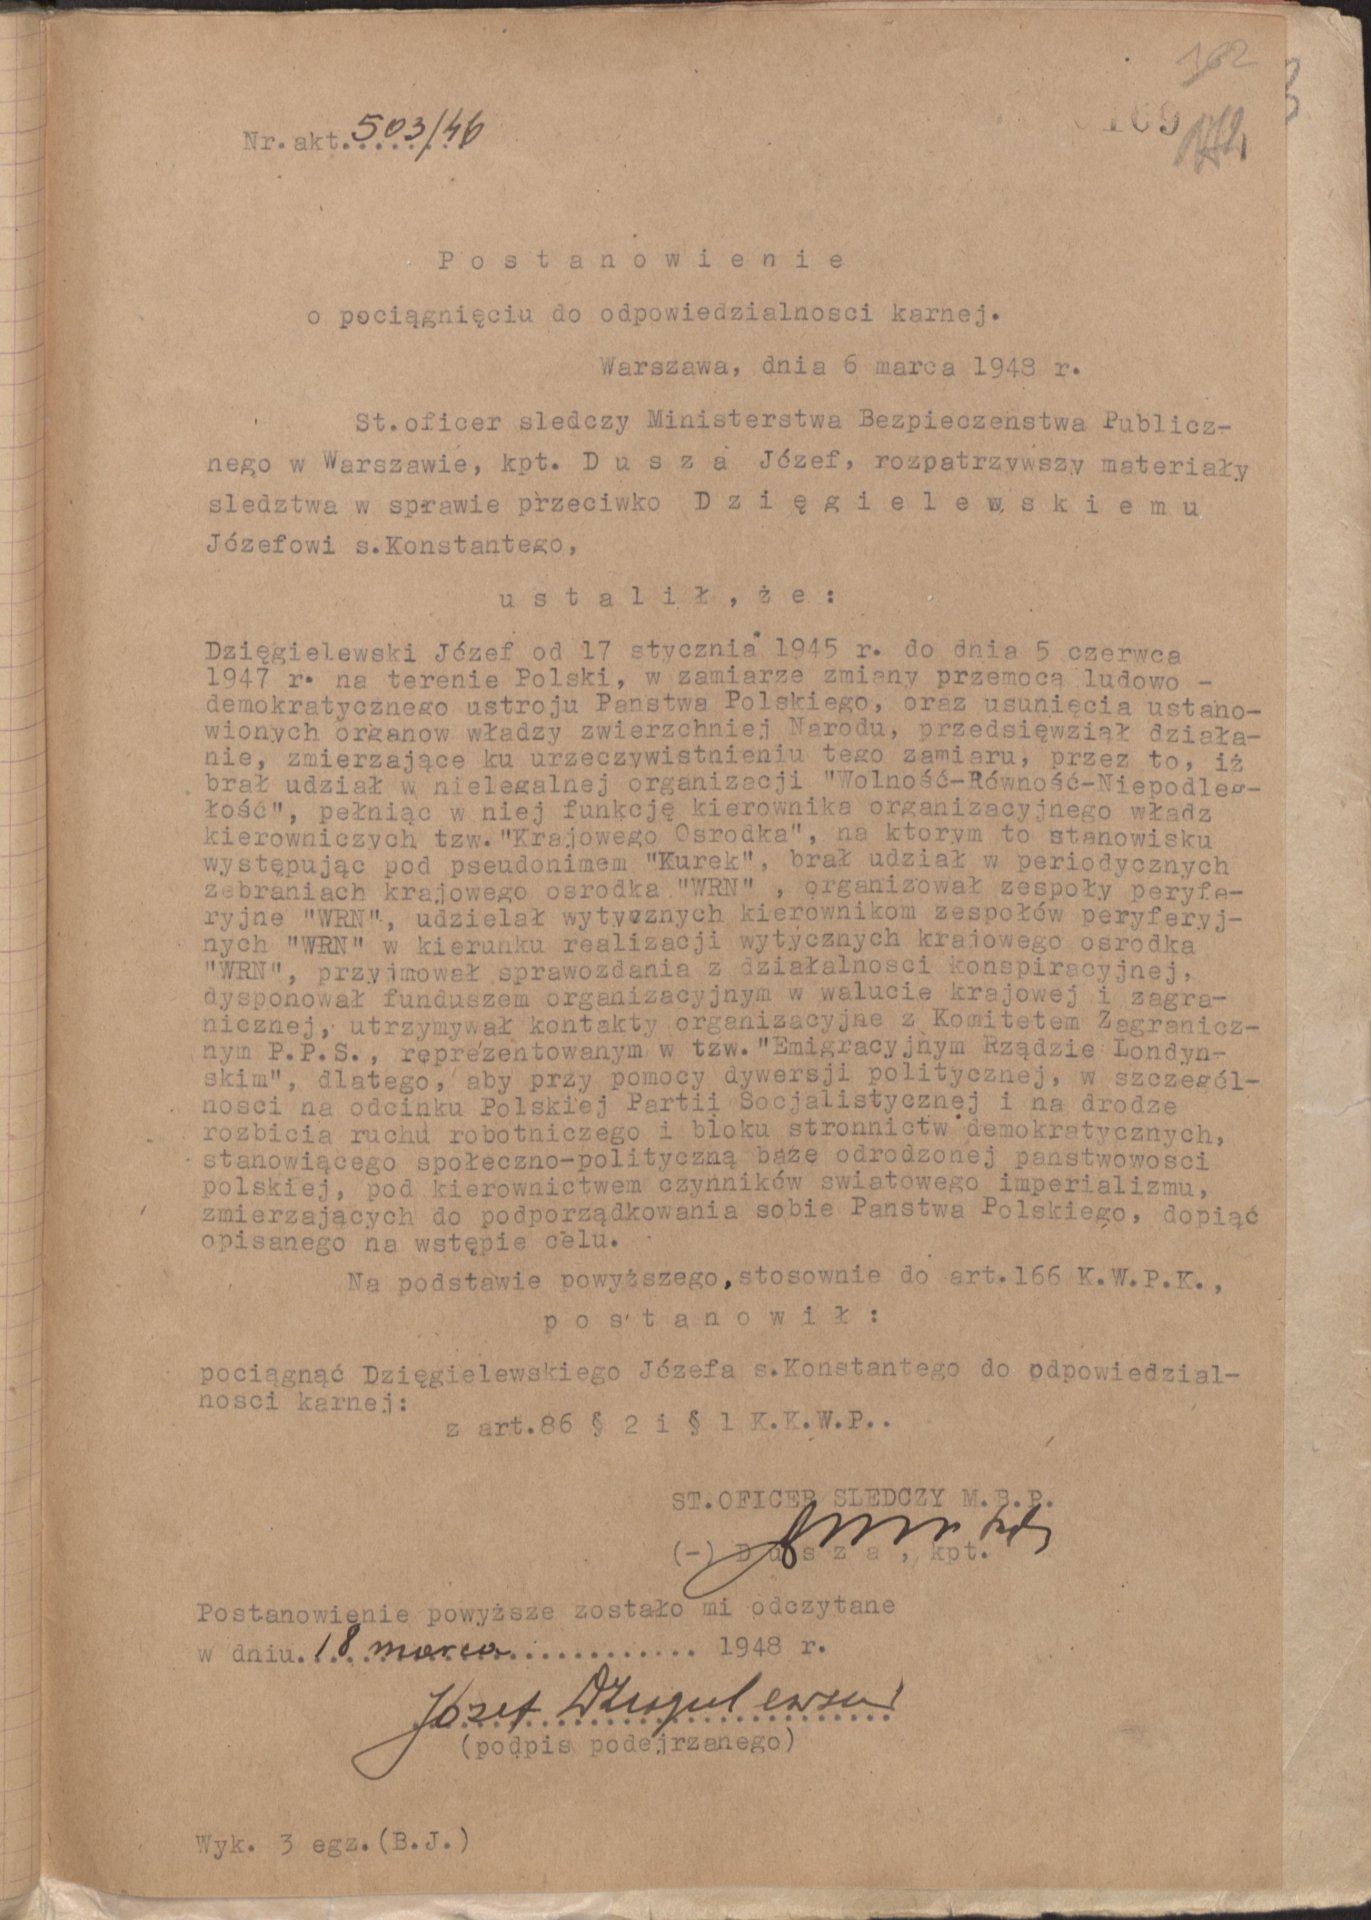 162
0169
Nr.akt.503/46
P o s t a n o w i e n i e
o pociągnięciu do odpowiedzialnosci karnej.
Warszawa, dnia 6 marca 1948 r.
St.oficer sledczy Ministerstwa Bezpieczenstwa Publicz-
nego w Warszawie, kpt. D u s z a Józef, rozpatrzywszy materiały
sledztwa w sprawie przeciwko D z i ę g i e l e w s k i e m u
Józefowi s.Konstantego,
u s t a l i ł , ż e :
Dzięgielewski Józef od 17 stycznia 1945 r. do dnia 5 czerwca
1947 r. na terenie Polski, w zamiarze zmiany przemocą ludowo -
demokratycznego ustroju Panstwa Polskiego, oraz usunięcia ustano-
wionych organow władzy zwierzchniej Narodu, przedsięwziął działa-
nie, zmierzające ku urzeczywistnieniu tego zamiaru, przez to, iż
brał udział w nielegalnej organizacji "Wolność-Równość-Niepodleg-
łość", pełniąc w niej funkcję kierownika organizacyjnego władz
kierowniczych tzw."Krajowego Osrodka", na ktorym to stanowisku
występując pod pseudonimem "Kurek", brał udział w periodycznych
zebraniach krajowego osrodka "WRN" , organizował zespoły peryfe-
ryjne "WRN", udzielał wytycznych kierownikom zespołów peryferyj-
nych "WRN" w kierunku realizacji wytycznych krajowego osrodka
"WRN", przyjmował sprawozdania z działalnosci konspiracyjnej,
dysponował funduszem organizacyjnym w walucie krajowej i zagra-
nicznej, utrzymywał kontakty organizacyjne z Komitetem Zagranicz-
nym P.P.S., reprezentowanym w tzw."Emigracyjnym Rządzie Londyn-
skim", dlatego, aby przy pomocy dywersji politycznej, w szczegól-
nosci na odcinku Polskiej Partii Socjalistycznej i na drodze
rozbicia ruchu robotniczego i bloku stronnictw demokratycznych,
stanowiącego społeczno-polityczną bazę odrodzonej panstwowosci
polskiej, pod kierownictwem czynników swiatowego imperializmu,
zmierzających do podporządkowania sobie Panstwa Polskiego, dopiąć
opisanego na wstępie celu.
Na podstawie powyższego,stosownie do art.166 K.W.P.K.,
p o s t a n o w i ł :
pociągnąć Dzięgielewskiego Józefa s.Konstantego do odpowiedzial-
nosci karnej:
z art.86 § 2 i § 1 K.K.W.P..
ST.OFICER SLEDCZY M.B.P.
(-) D u s z a , kpt.
Postanowienie powyższe zostało mi odczytane
w dniu.18 marca............. 1948 r.
Józef Dzięgielewski
(podpis podejrzanego)
Wyk. 3 egz.(B.J.)